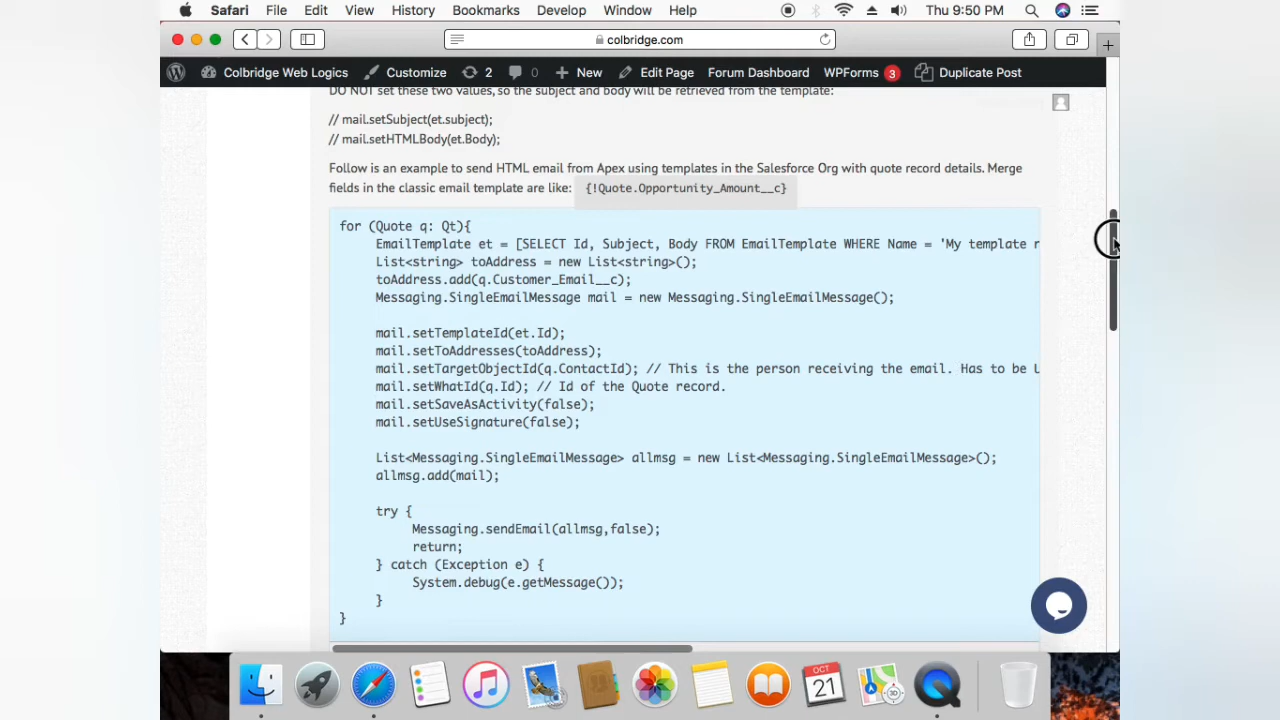 Safari File Edit View History Bookmarks Develop Window Help Thu 9:50 PM
colbridge.com
Colbridge Web Logics Customize 2 0 New Edit Page Forum Dashboard WPForms 3 Duplicate Post
DO NOT set these two values, so the subject and body will be retrieved from the template:
// mail.setSubject(et.subject);
// mail.setHTMLBody(et.Body);
Follow is an example to send HTML email from Apex using templates in the Salesforce Org with quote record details. Merge
fields in the classic email template are like: {!Quote.Opportunity_Amount__c}
for (Quote q: Qt){
EmailTemplate et = [SELECT Id, Subject, Body FROM EmailTemplate WHERE Name = 'My template r
List<string> toAddress = new List<string>();
toAddress.add(q.Customer_Email__c);
Messaging.SingleEmailMessage mail = new Messaging.SingleEmailMessage();
mail.setTemplateId(et.Id);
mail.setToAddresses(toAddress);
mail.setTargetObjectId(q.ContactId); // This is the person receiving the email. Has to be U
mail.setWhatId(q.Id); // Id of the Quote record.
mail.setSaveAsActivity(false);
mail.setUseSignature(false);
List<Messaging.SingleEmailMessage> allmsg = new List<Messaging.SingleEmailMessage>();
allmsg.add(mail);
try {
Messaging.sendEmail(allmsg,false);
return;
} catch (Exception e) {
System.debug(e.getMessage());
}
}
OCT
21
3D